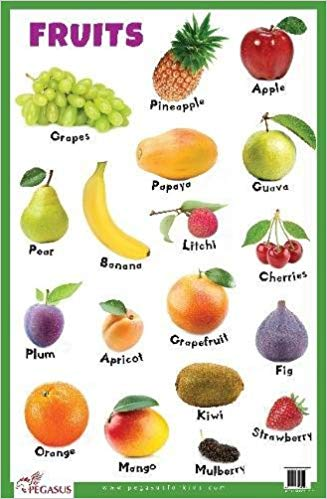 FRUITS
Pineapple
Apple
Grapes
Papaya
Guava
Pear
Banana
Litchi
Cherries
Plum
Apricot
Grapefruit
Fig
Kiwi
Strawberry
Orange
Mango
Mulberry
PEGASUS
www.pegasusforkids.com